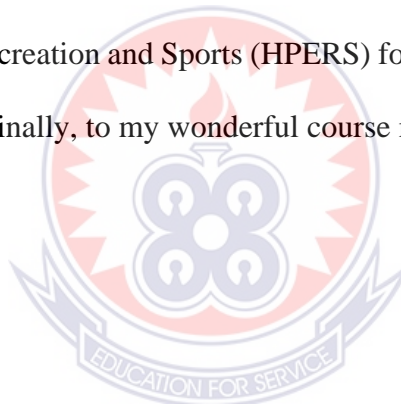 creation and Sports (HPERS) fo
inally, to my wonderful course
EDUCATION FOR SERVICE